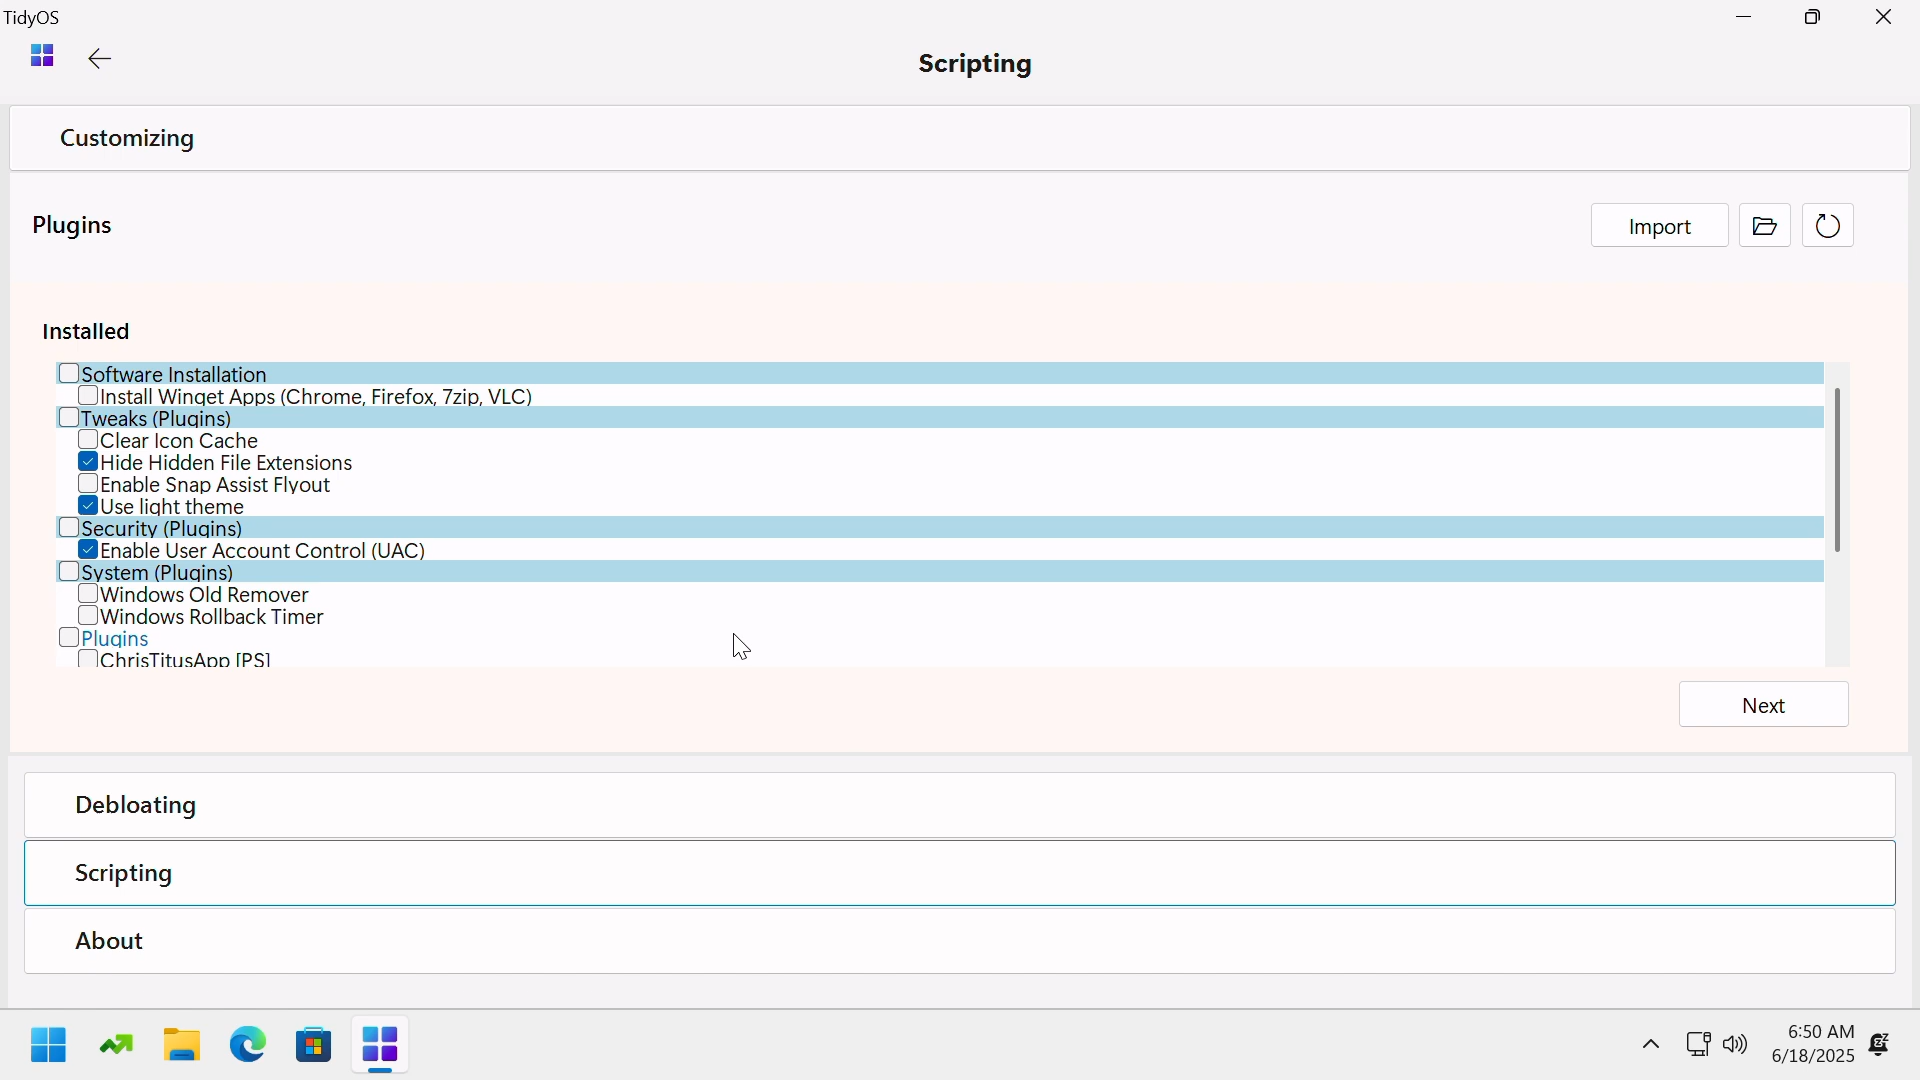 TidyOS
Scripting
Customizing
Plugins
Import
Installed
Software Installation
Install Winget Apps (Chrome, Firefox, 7zip, VLC)
Tweaks (Plugins)
Clear Icon Cache
Hide Hidden File Extensions
Enable Snap Assist Flyout
Use light theme
Security (Plugins)
Enable User Account Control (UAC)
System (Plugins)
Windows Old Remover
Windows Rollback Timer
Plugins
ChrisTitusApp [PS]
Next
Debloating
Scripting
About
6:50 AM
6/18/2025